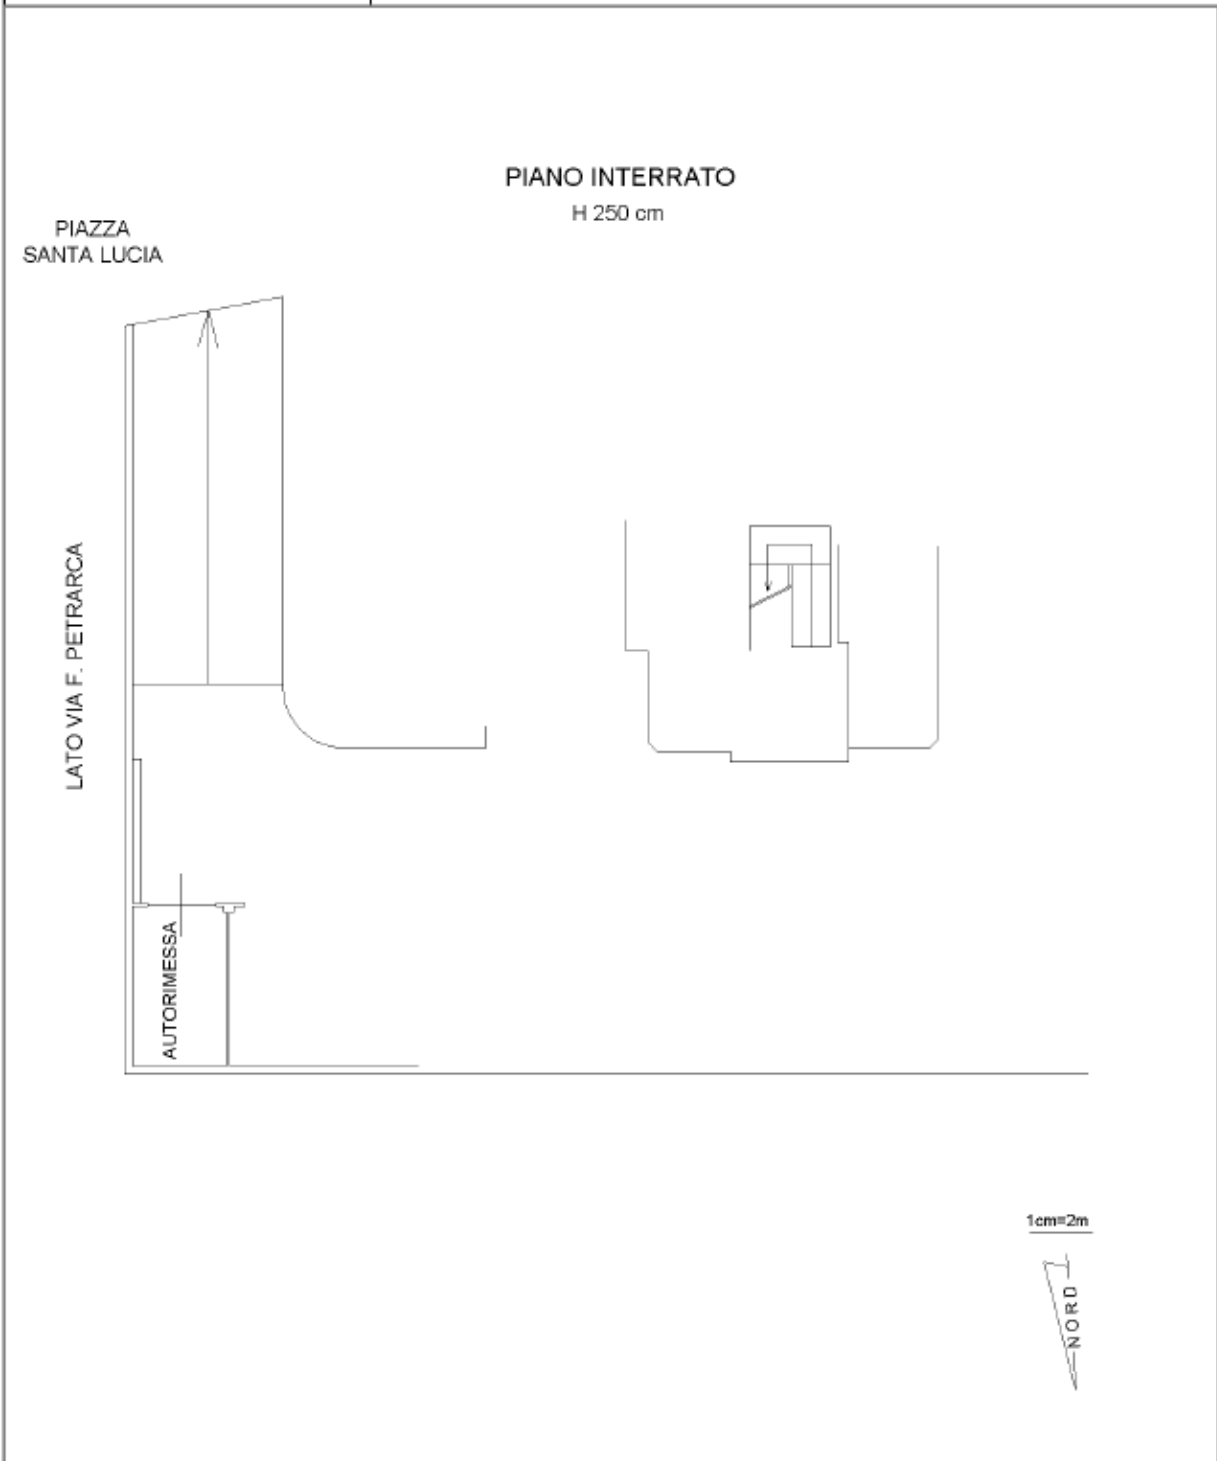 PIANO INTERRATO
H 250 cm
PIAZZA
SANTA LUCIA
LATO VIA F. PETRARCA
AUTORIMESSA
1cm=2m
NORD